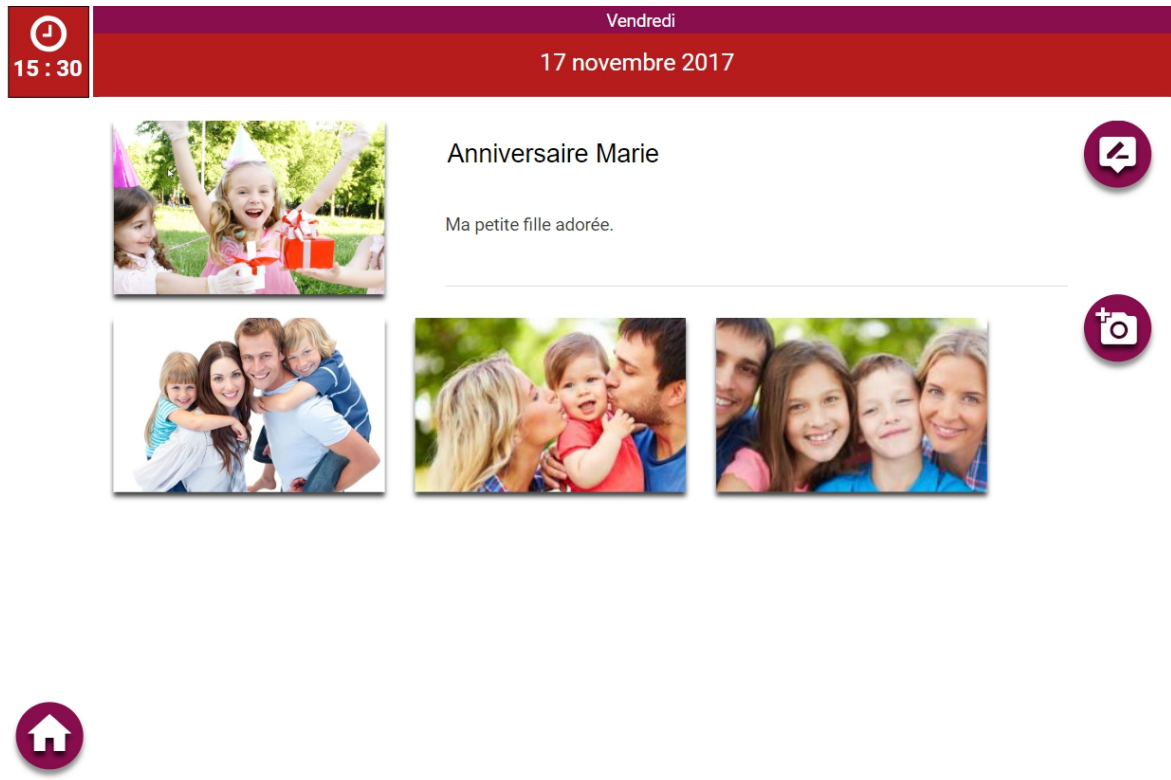 Vendredi
15 : 30
17 novembre 2017
Anniversaire Marie
Ma petite fille adorée.